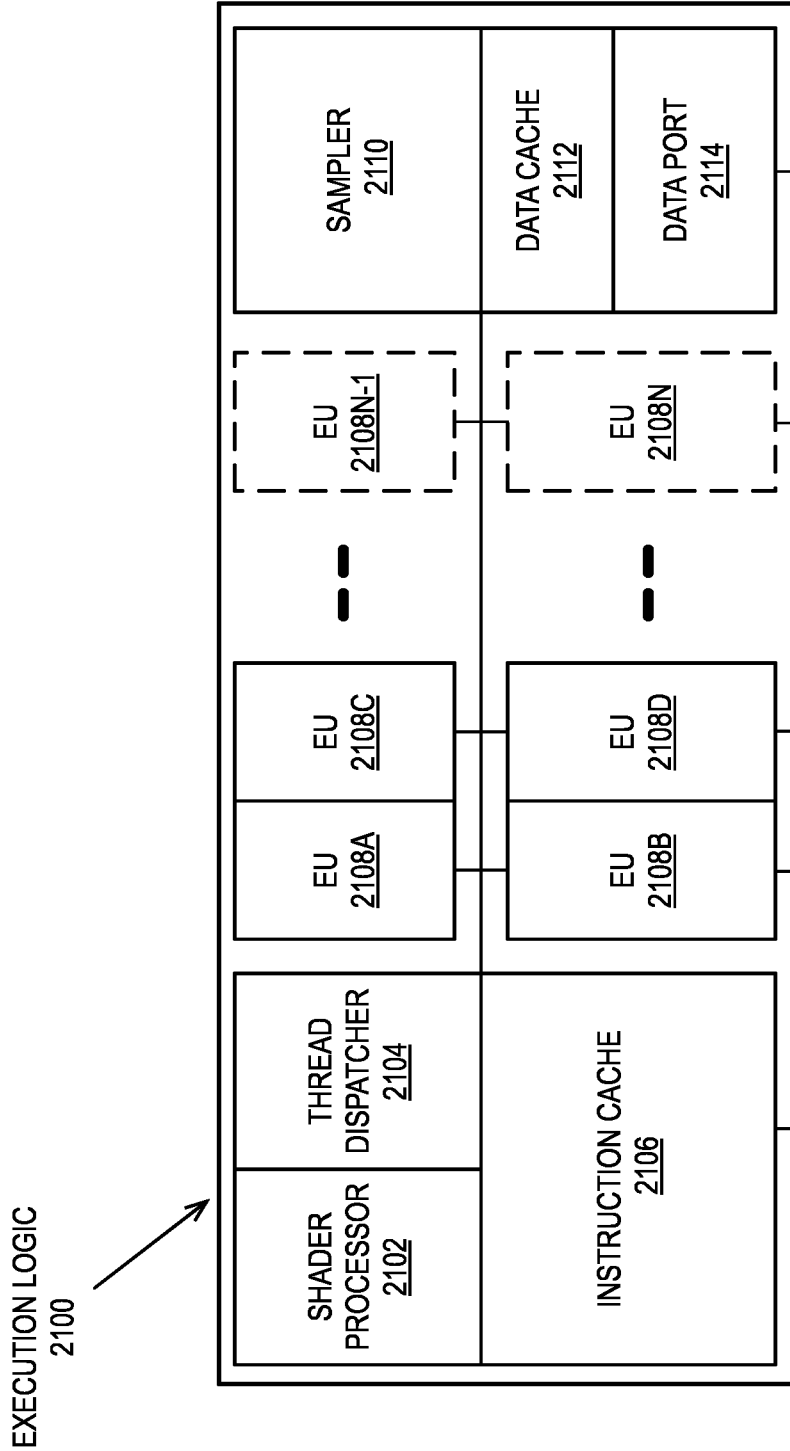 EXECUTION LOGIC
2100
SHADER
PROCESSOR
2102
THREAD
DISPATCHER
2104
INSTRUCTION CACHE
2106
EU
2108A
EU
2108C
EU
2108B
EU
2108D
EU
2108N-1
EU
2108N
SAMPLER
2110
DATA CACHE
2112
DATA PORT
2114